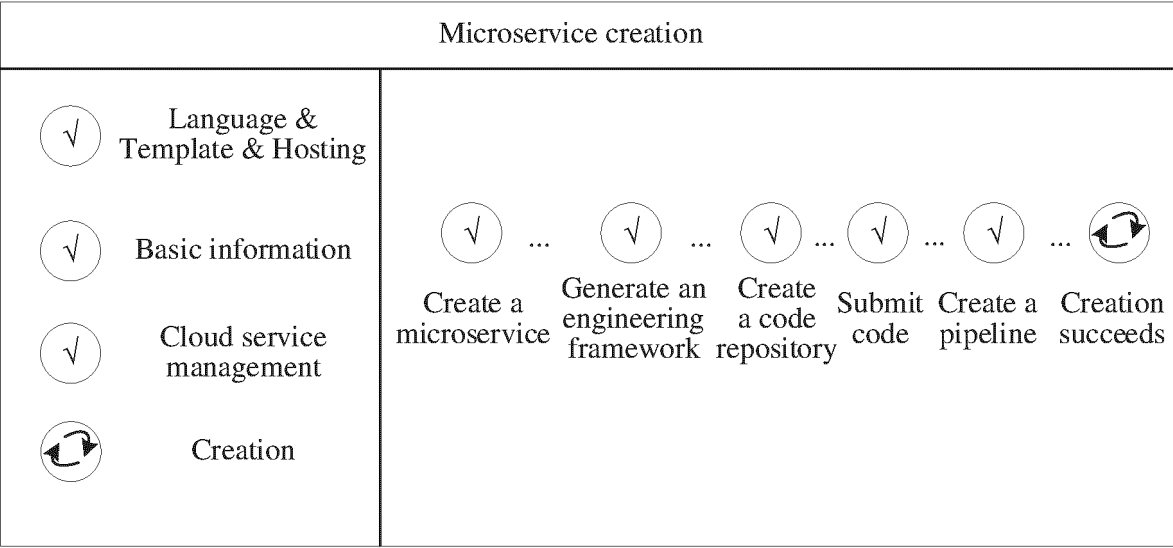 Microservice creation
√ Language &
Template & Hosting
√ Basic information
√ Cloud service
management
Creation
√ ... √ ... √ ... √ ... √ ...
Create a
microservice
Generate an
engineering
framework
Create
a code
repository
Submit
code
Create a
pipeline
Creation
succeeds